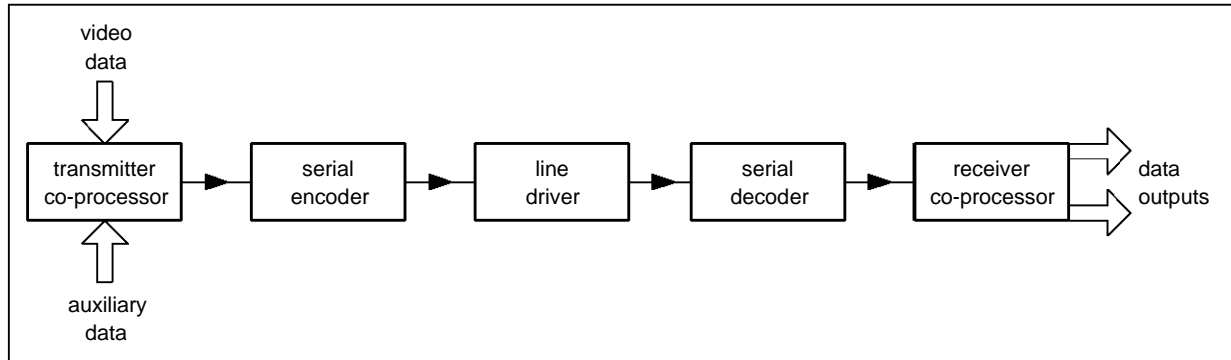 video
data
transmitter
co-processor
serial
encoder
line
driver
serial
decoder
receiver
co-processor
data
outputs
auxiliary
data